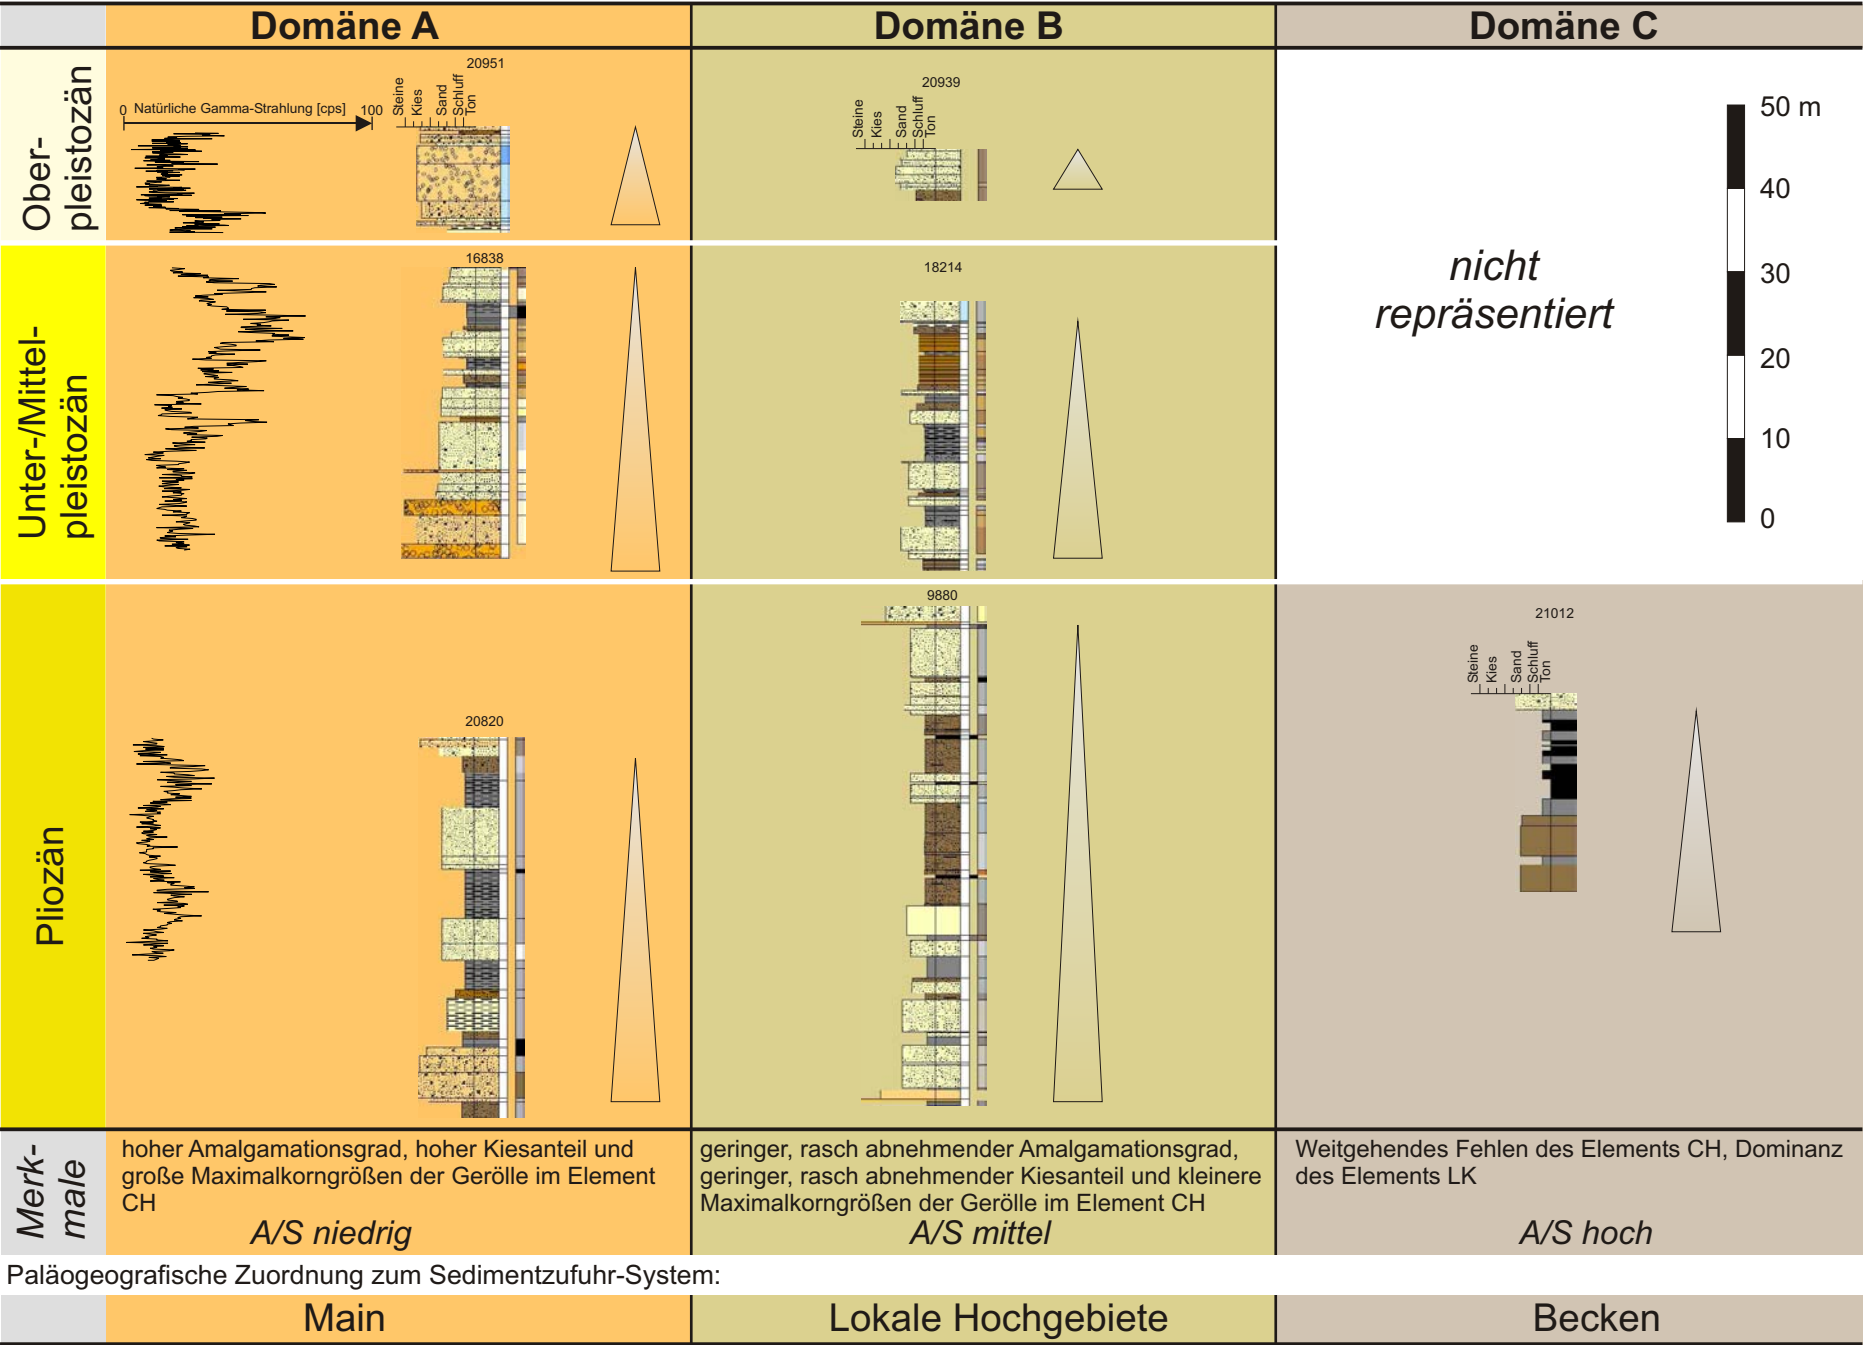 Domäne A
Domäne B
Domäne C
Ober-
pleistozän
0 Natürliche Gamma-Strahlung [cps] 100
Steine
Kies
Sand
Schluff
Ton
20951
Steine
Kies
Sand
Schluff
Ton
20939
nicht
repräsentiert
50 m
40
30
20
10
0
Unter-/Mittel-
pleistozän
16838
18214
Pliozän
20820
9880
21012
Steine
Kies
Sand
Schluff
Ton
Merk-
male
hoher Amalgamationsgrad, hoher Kiesanteil und
große Maximalkorngrößen der Gerölle im Element
CH
A/S niedrig
geringer, rasch abnehmender Amalgamationsgrad,
geringer, rasch abnehmender Kiesanteil und kleinere
Maximalkorngrößen der Gerölle im Element CH
A/S mittel
Weitgehendes Fehlen des Elements CH, Dominanz
des Elements LK
A/S hoch
Paläogeografische Zuordnung zum Sedimentzufuhr-System:
Main
Lokale Hochgebiete
Becken